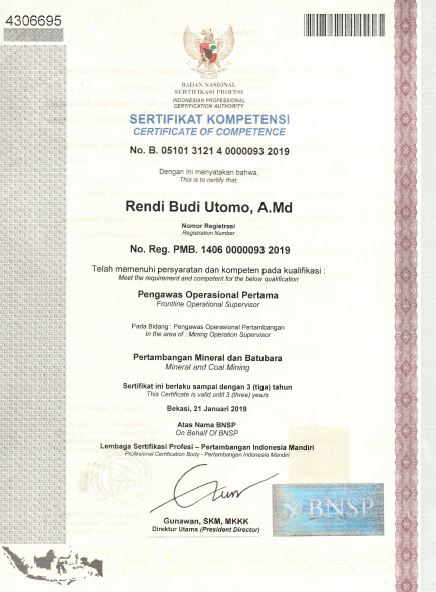 4306695
BADAN NASIONAL
SERTIFIKASI PROFESI
INDONESIAN PROFESSIONAL
CERTIFICATION AUTHORITY
SERTIFIKAT KOMPETENSI
CERTIFICATE OF COMPETENCE
No. B. 05101 3121 4 0000093 2019
Dengan ini menyatakan bahwa,
This is to certify that,
Rendi Budi Utomo, A.Md
Nomor Registrasi
Registration Number
No. Reg. PMB. 1406 0000093 2019
Telah memenuhi persyaratan dan kompeten pada kualifikasi :
Meet the requirement and competent for the below qualification
Pengawas Operasional Pertama
Frontline Operational Supervisor
Pada Bidang : Pengawas Operasional Pertambangan
In the area of : Mining Operation Supervisor
Pertambangan Mineral dan Batubara
Mineral and Coal Mining
Sertifikat ini berlaku sampai dengan 3 (tiga) tahun
This Certificate is valid until 3 (three) years
Bekasi, 21 Januari 2019
Atas Nama BNSP
On Behalf Of BNSP
Lembaga Sertifikasi Profesi – Pertambangan Indonesia Mandiri
Profesional Certification Body - Pertambangan Indonesia Mandiri
BNSP
Gunawan, SKM, MKKK
Direktur Utama (President Director)